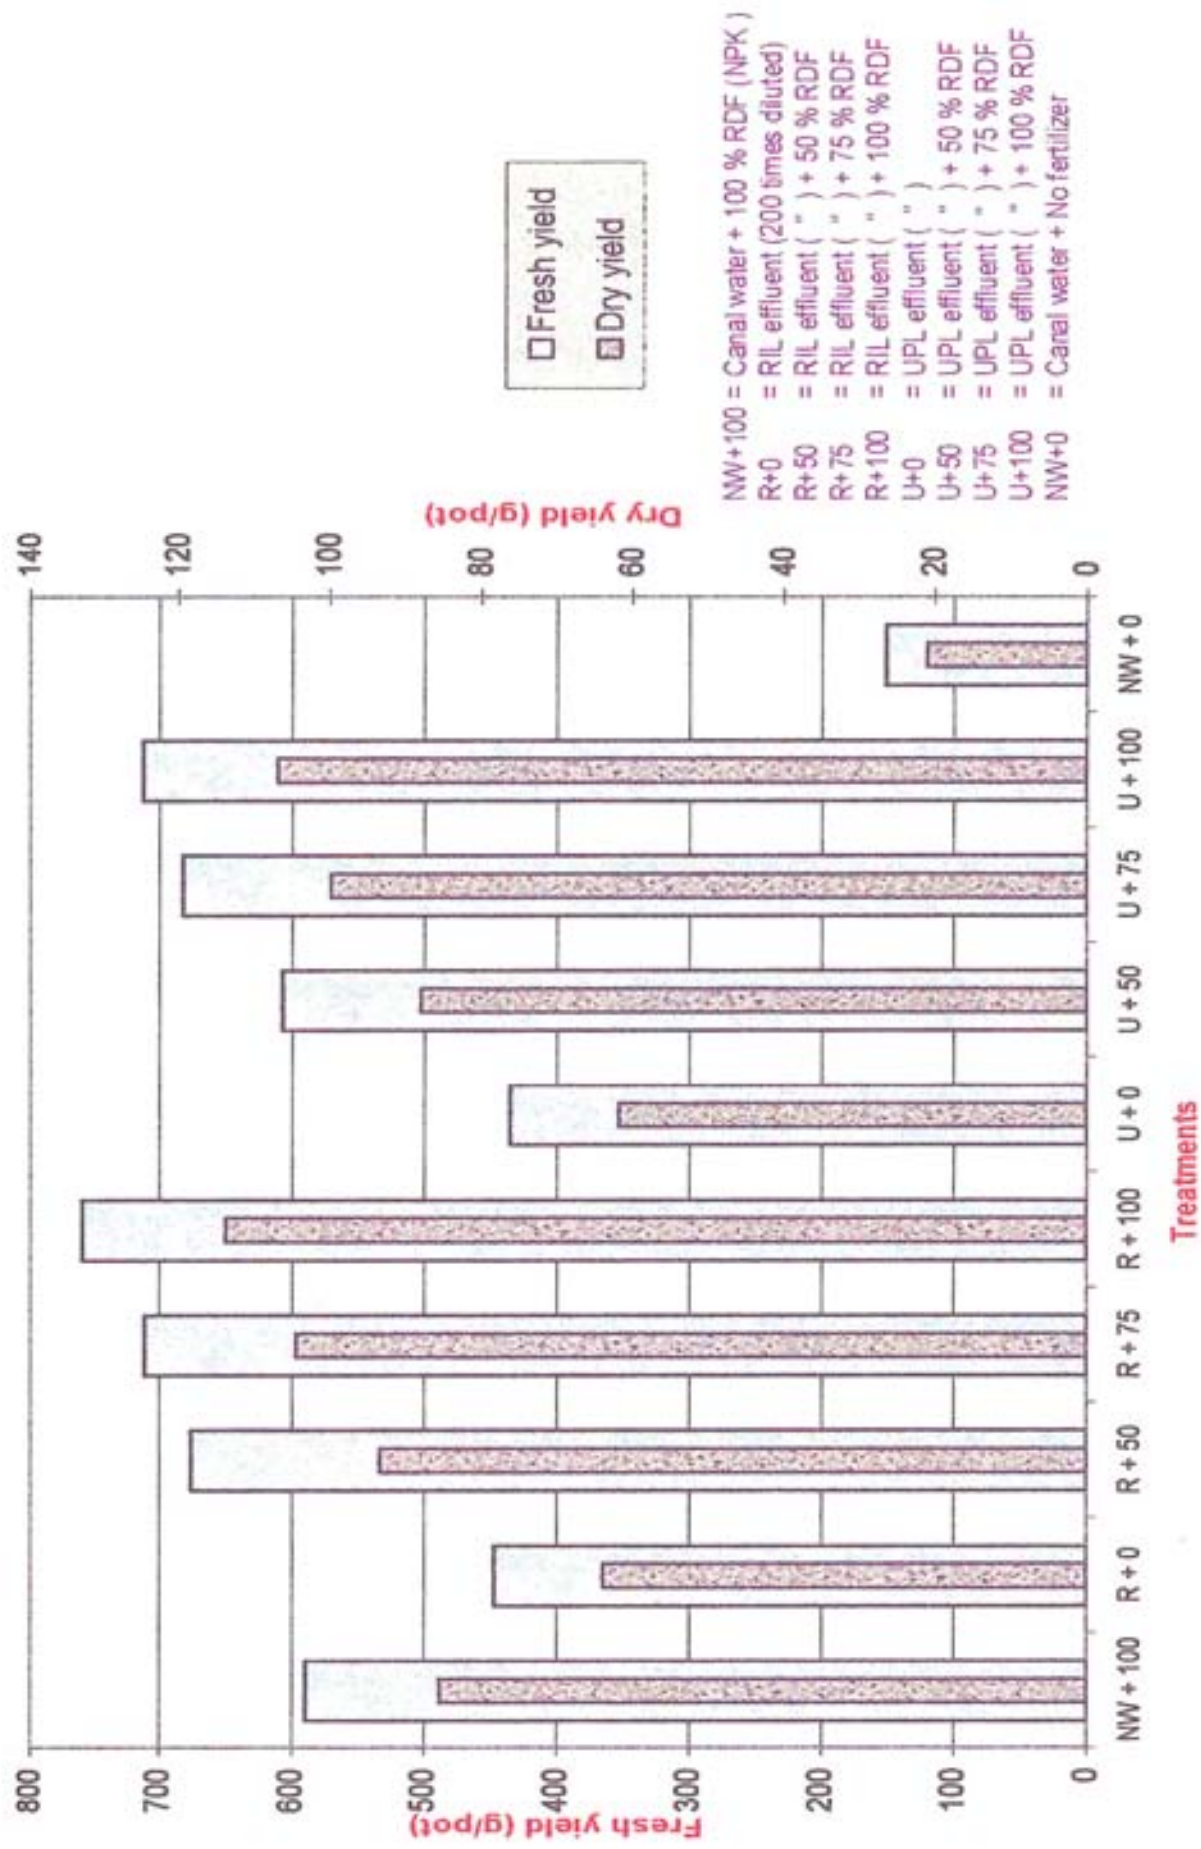 Fresh yield (g/pot)
800
700
600
500
400
300
200
100
0
Dry yield (g/pot)
140
120
100
80
60
40
20
0
NW + 100
R + 0
R + 50
R + 75
R + 100
U + 0
U + 50
U + 75
U + 100
NW + 0
Treatments
Fresh yield
Dry yield
NW+100 = Canal water + 100 % RDF (NPK )
R+0 = RIL effluent (200 times diluted)
R+50 = RIL effluent ( " ) + 50 % RDF
R+75 = RIL effluent ( " ) + 75 % RDF
R+100 = RIL effluent ( " ) + 100 % RDF
U+0 = UPL effluent ( " )
U+50 = UPL effluent ( " ) + 50 % RDF
U+75 = UPL effluent ( " ) + 75 % RDF
U+100 = UPL effluent ( " ) + 100 % RDF
NW+0 = Canal water + No fertilizer